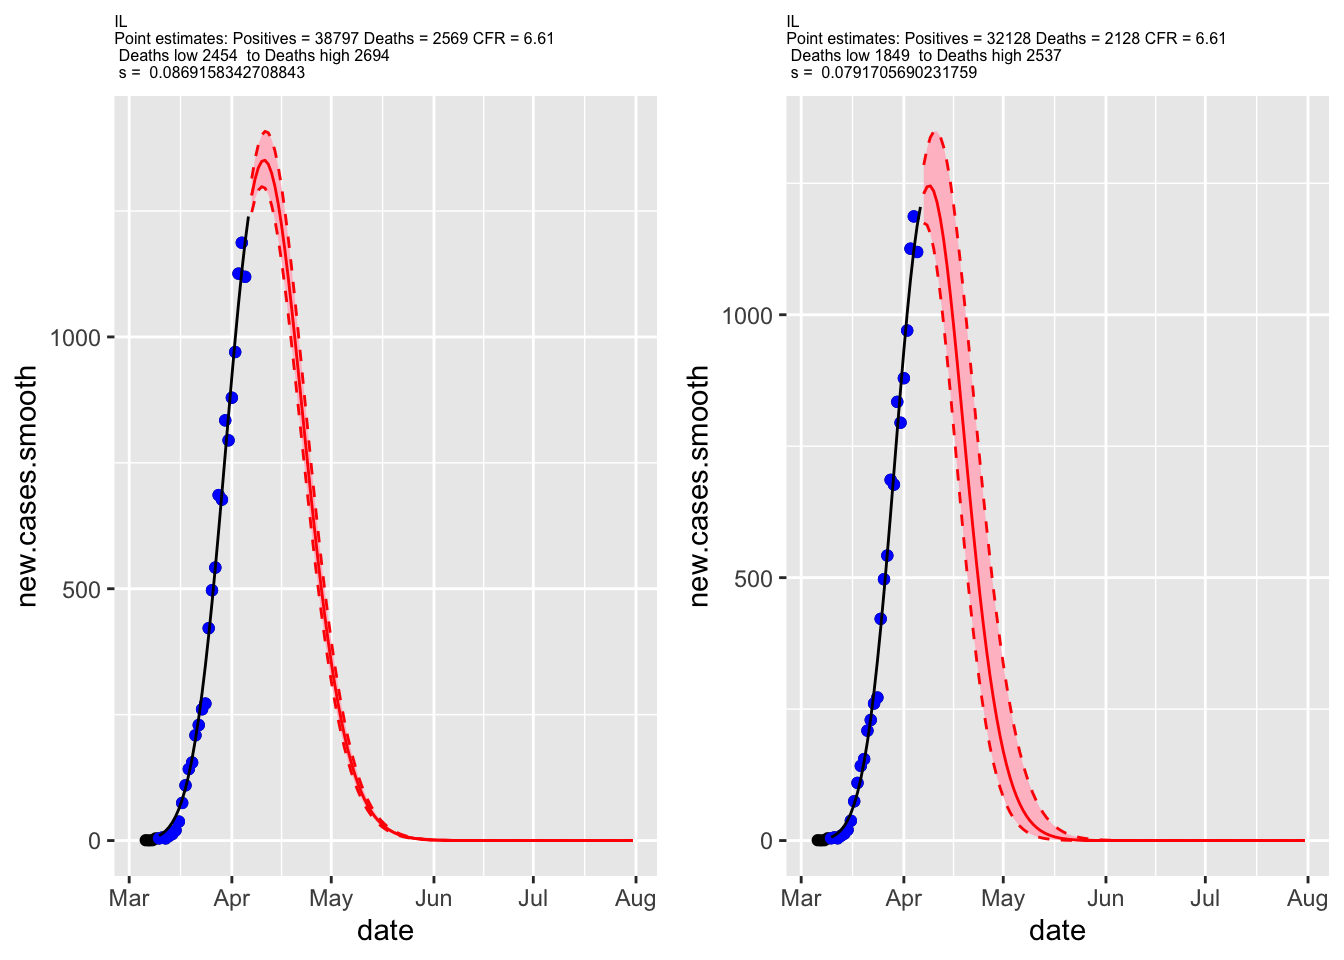 IL
Point estimates: Positives = 38797 Deaths = 2569 CFR = 6.61
Deaths low 2454  to Deaths high 2694
s =  0.0869158342708843
1000
500
0
new.cases.smooth
Mar Apr May Jun Jul Aug
date
IL
Point estimates: Positives = 32128 Deaths = 2128 CFR = 6.61
Deaths low 1849  to Deaths high 2537
s =  0.0791705690231759
1000
500
0
new.cases.smooth
Mar Apr May Jun Jul Aug
date